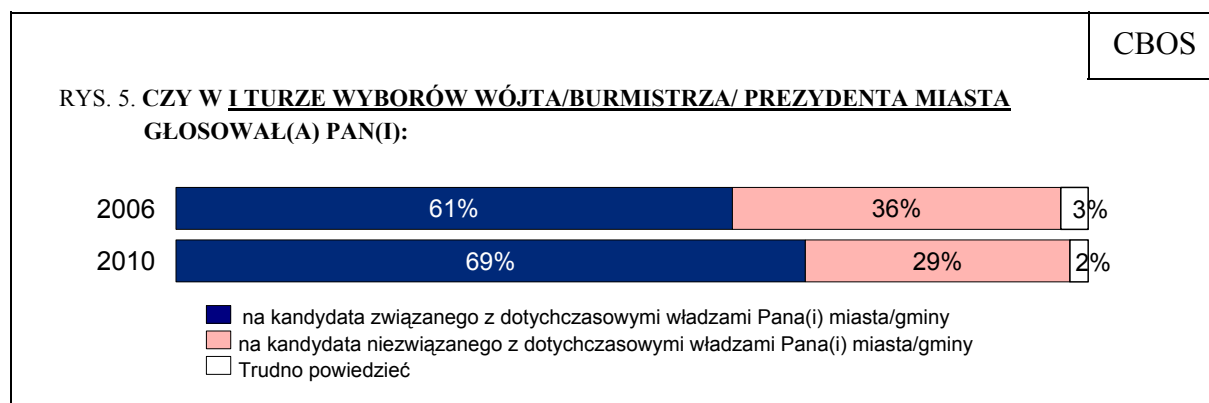 CBOS
RYS. 5. CZY W I TURZE WYBORÓW WÓJTA/BURMISTRZA/ PREZYDENTA MIASTA
GŁOSOWAŁ(A) PAN(I):
2006 61% 36% 3%
2010 69% 29% 2%
na kandydata związanego z dotychczasowymi władzami Pana(i) miasta/gminy
na kandydata niezwiązanego z dotychczasowymi władzami Pana(i) miasta/gminy
Trudno powiedzieć